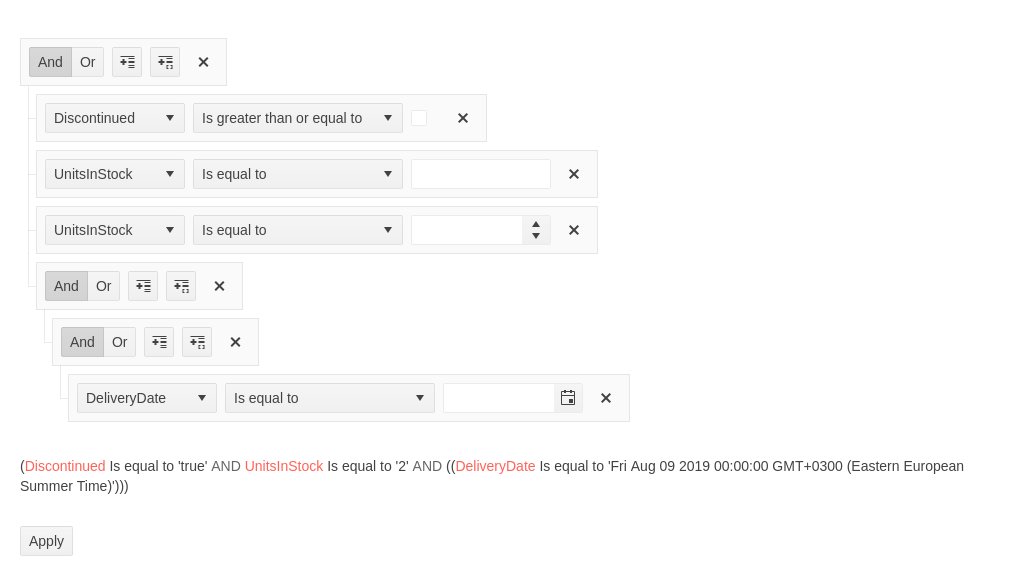 And Or
Discontinued Is greater than or equal to
UnitsInStock Is equal to
UnitsInStock Is equal to
And Or
And Or
DeliveryDate Is equal to
(Discontinued Is equal to 'true' AND UnitsInStock Is equal to '2' AND ((DeliveryDate Is equal to 'Fri Aug 09 2019 00:00:00 GMT+0300 (Eastern European
Summer Time)')))
Apply